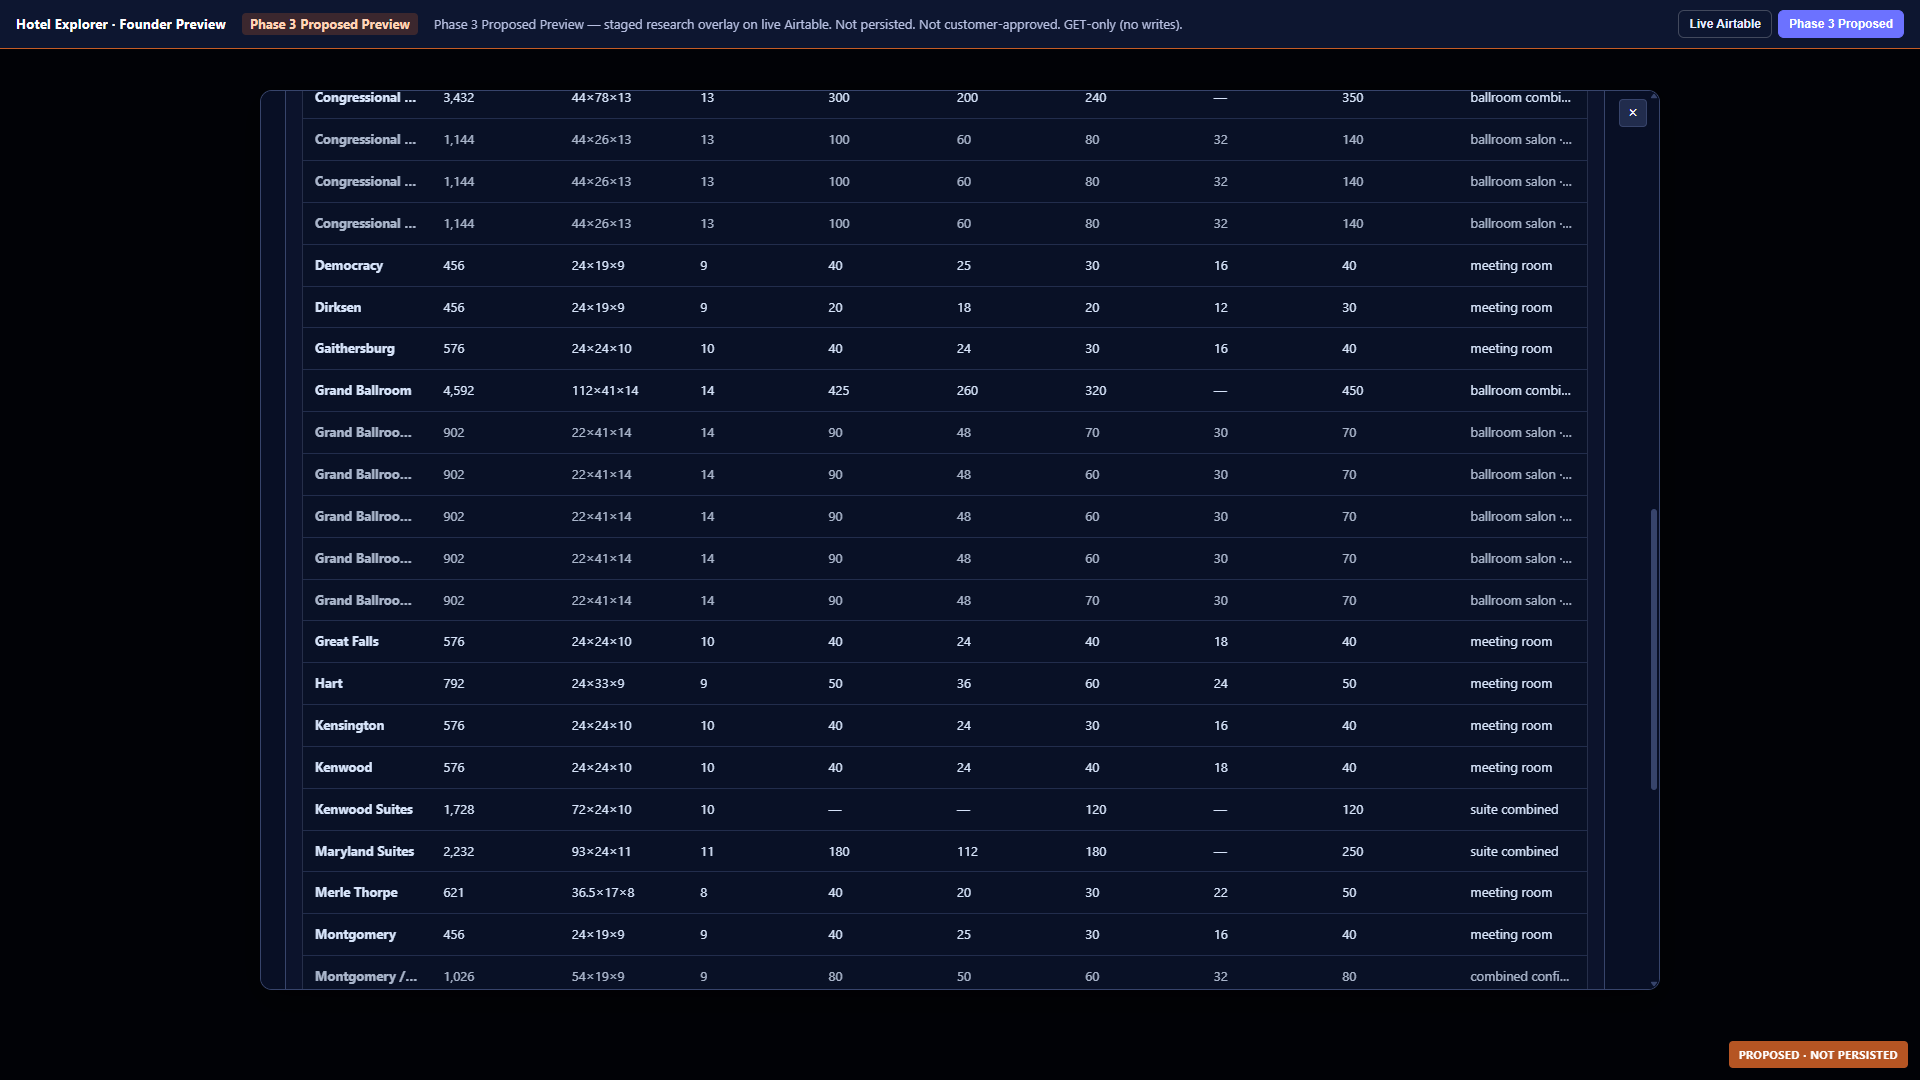 Hotel Explorer · Founder Preview Phase 3 Proposed Preview Phase 3 Proposed Preview — staged research overlay on live Airtable. Not persisted. Not customer-approved. GET-only (no writes). Live Airtable Phase 3 Proposed
×
Congressional ... 3,432 44×78×13 13 300 200 240 — 350 ballroom combi...
Congressional ... 1,144 44×26×13 13 100 60 80 32 140 ballroom salon ·...
Congressional ... 1,144 44×26×13 13 100 60 80 32 140 ballroom salon ·...
Congressional ... 1,144 44×26×13 13 100 60 80 32 140 ballroom salon ·...
Democracy 456 24×19×9 9 40 25 30 16 40 meeting room
Dirksen 456 24×19×9 9 20 18 20 12 30 meeting room
Gaithersburg 576 24×24×10 10 40 24 30 16 40 meeting room
Grand Ballroom 4,592 112×41×14 14 425 260 320 — 450 ballroom combi...
Grand Ballroo... 902 22×41×14 14 90 48 70 30 70 ballroom salon ·...
Grand Ballroo... 902 22×41×14 14 90 48 60 30 70 ballroom salon ·...
Grand Ballroo... 902 22×41×14 14 90 48 60 30 70 ballroom salon ·...
Grand Ballroo... 902 22×41×14 14 90 48 60 30 70 ballroom salon ·...
Grand Ballroo... 902 22×41×14 14 90 48 70 30 70 ballroom salon ·...
Great Falls 576 24×24×10 10 40 24 40 18 40 meeting room
Hart 792 24×33×9 9 50 36 60 24 50 meeting room
Kensington 576 24×24×10 10 40 24 30 16 40 meeting room
Kenwood 576 24×24×10 10 40 24 40 18 40 meeting room
Kenwood Suites 1,728 72×24×10 10 — — 120 — 120 suite combined
Maryland Suites 2,232 93×24×11 11 180 112 180 — 250 suite combined
Merle Thorpe 621 36.5×17×8 8 40 20 30 22 50 meeting room
Montgomery 456 24×19×9 9 40 25 30 16 40 meeting room
Montgomery /... 1,026 54×19×9 9 80 50 60 32 80 combined confi...
PROPOSED · NOT PERSISTED